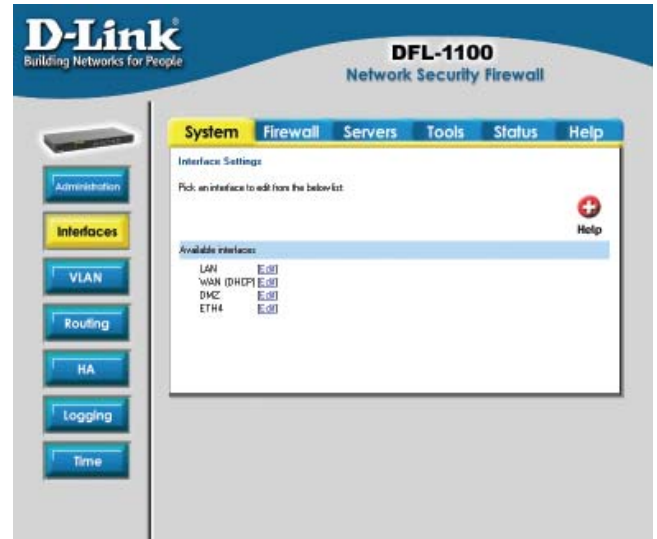 D-Link
Building Networks for People
DFL-1100
Network Security Firewall
System Firewall Servers Tools Status Help
Interface Settings
Pick an interface to edit from the below list:
Help
Available interfaces
LAN [Edit]
WAN (DHCP) [Edit]
DMZ [Edit]
ETH4 [Edit]
Administration
Interfaces
VLAN
Routing
HA
Logging
Time